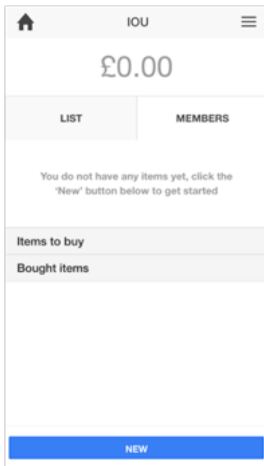 IOU
£0.00
LIST MEMBERS
You do not have any items yet, click the
'New' button below to get started
Items to buy
Bought items
NEW